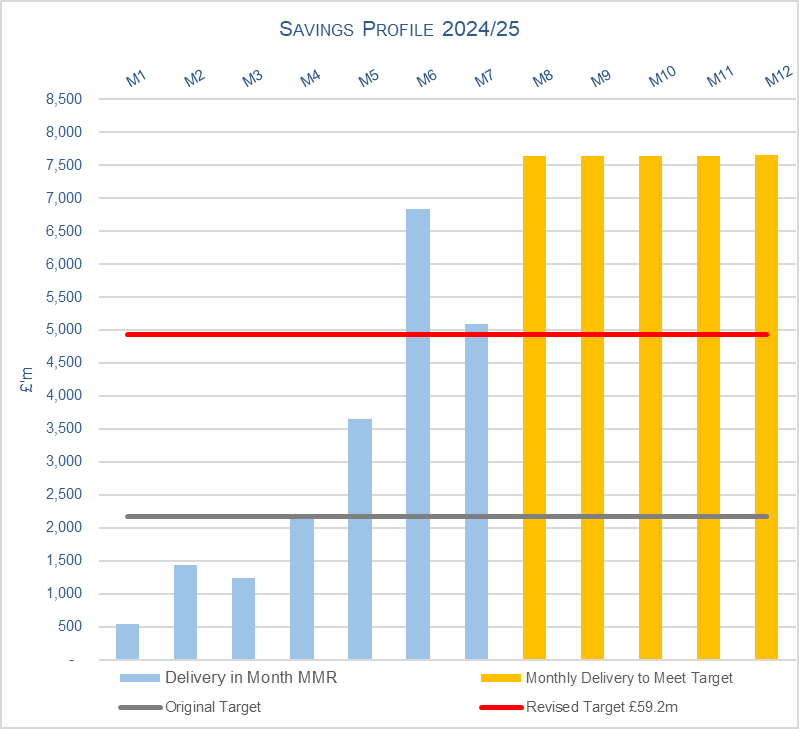 Savings Profile 2024/25
M1 M2 M3 M4 M5 M6 M7 M8 M9 M10 M11 M12
8,500
8,000
7,500
7,000
6,500
6,000
5,500
5,000
4,500
4,000
3,500
3,000
2,500
2,000
1,500
1,000
500
-
£'m
Delivery in Month MMR
Monthly Delivery to Meet Target
Original Target
Revised Target £59.2m